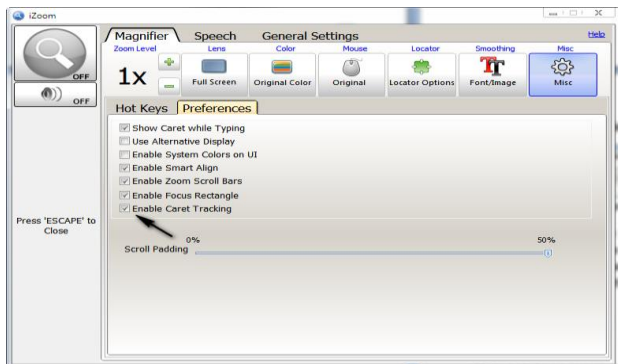 iZoom
OFF
OFF
Press 'ESCAPE' to
Close
Magnifier Speech General Settings
Help
Zoom Level Lens Color Mouse Locator Smoothing Misc
1x Full Screen Original Color Original Locator Options Font/Image Misc
Hot Keys Preferences
Show Caret while Typing
Use Alternative Display
Enable System Colors on UI
Enable Smart Align
Enable Zoom Scroll Bars
Enable Focus Rectangle
Enable Caret Tracking
0% 50%
Scroll Padding